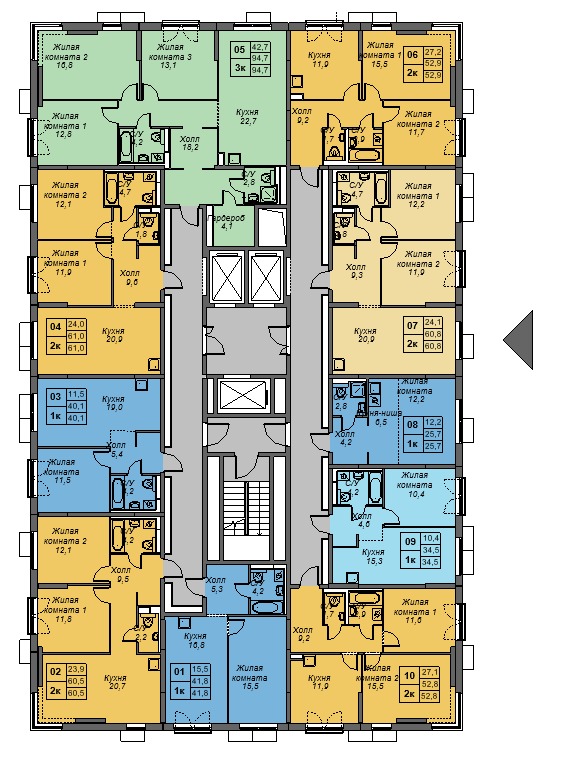 Жилая
комната 2
16,8
Жилая
комната 3
13,1
05
3к
42,7
94,7
94,7
Кухня
22,7
Жилая
комната 1
12,8
С/У
4,2
Холл
18,2
С/У
2,8
Гардероб
4,1
Кухня
11,9
Жилая
комната 1
15,5
06
2к
27,2
52,9
52,9
Холл
9,2
Жилая
комната 2
11,7
Жилая
комната 2
12,1
С/У
4,7
1,8
Жилая
комната 1
11,9
Холл
9,6
04
2к
24,0
61,0
61,0
Кухня
20,9
С/У
4,7
Жилая
комната 1
12,2
Холл
9,3
Жилая
комната 2
11,9
Кухня
20,9
07
2к
24,1
60,8
60,8
03
1к
11,5
40,1
40,1
Кухня
19,0
Холл
5,4
Жилая
комната 1
11,5
С/У
2,8
Холл
4,2
Жилая
комната
12,2
6,5
08
1к
12,2
25,7
25,7
С/У
Жилая
комната
10,4
Холл
4,6
Кухня
15,3
09
1к
10,4
34,5
34,5
Жилая
комната 2
12,1
Холл
9,5
Жилая
комната 1
11,8
2,2
02
2к
23,9
60,5
60,5
Кухня
20,7
Холл
5,3
С/У
4,2
Кухня
16,8
01
1к
15,5
41,8
41,8
Жилая
комната
15,5
Холл
9,2
Жилая
комната 1
11,6
Кухня
11,9
Жилая
комната 2
15,5
10
2к
27,1
52,8
52,8